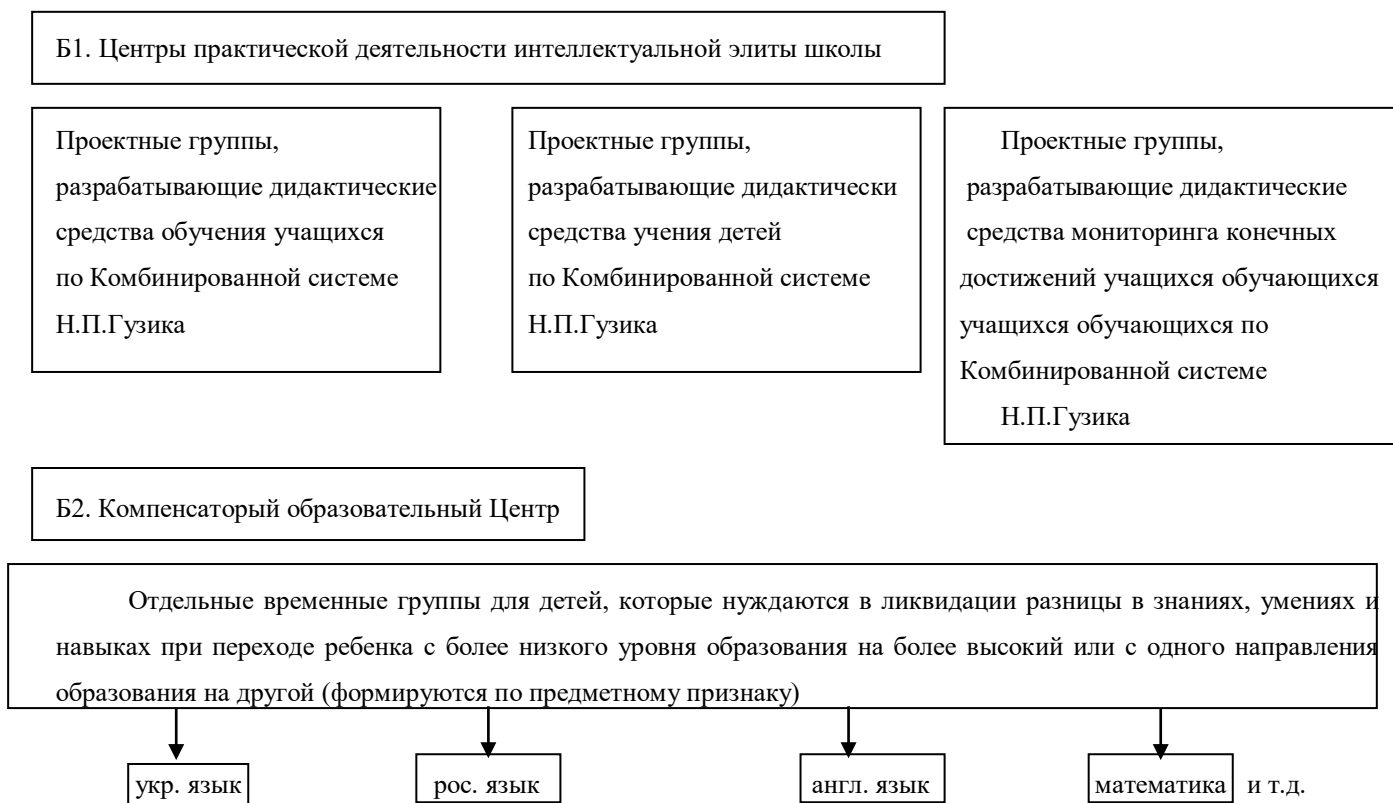 Б1. Центры практической деятельности интеллектуальной элиты школы
Проектные группы,
разрабатывающие дидактические
средства обучения учащихся
по Комбинированной системе
Н.П.Гузика
Проектные группы,
разрабатывающие дидактически
средства учения детей
по Комбинированной системе
Н.П.Гузика
Проектные группы,
разрабатывающие дидактические
средства мониторинга конечных
достижений учащихся обучающихся
учащихся обучающихся по
Комбинированной системе
Н.П.Гузика
Б2. Компенсаторый образовательный Центр
Отдельные временные группы для детей, которые нуждаются в ликвидации разницы в знаниях, умениях и
навыках при переходе ребенка с более низкого уровня образования на более высокий или с одного направления
образования на другой (формируются по предметному признаку)
укр. язык
рос. язык
англ. язык
математика
и т.д.